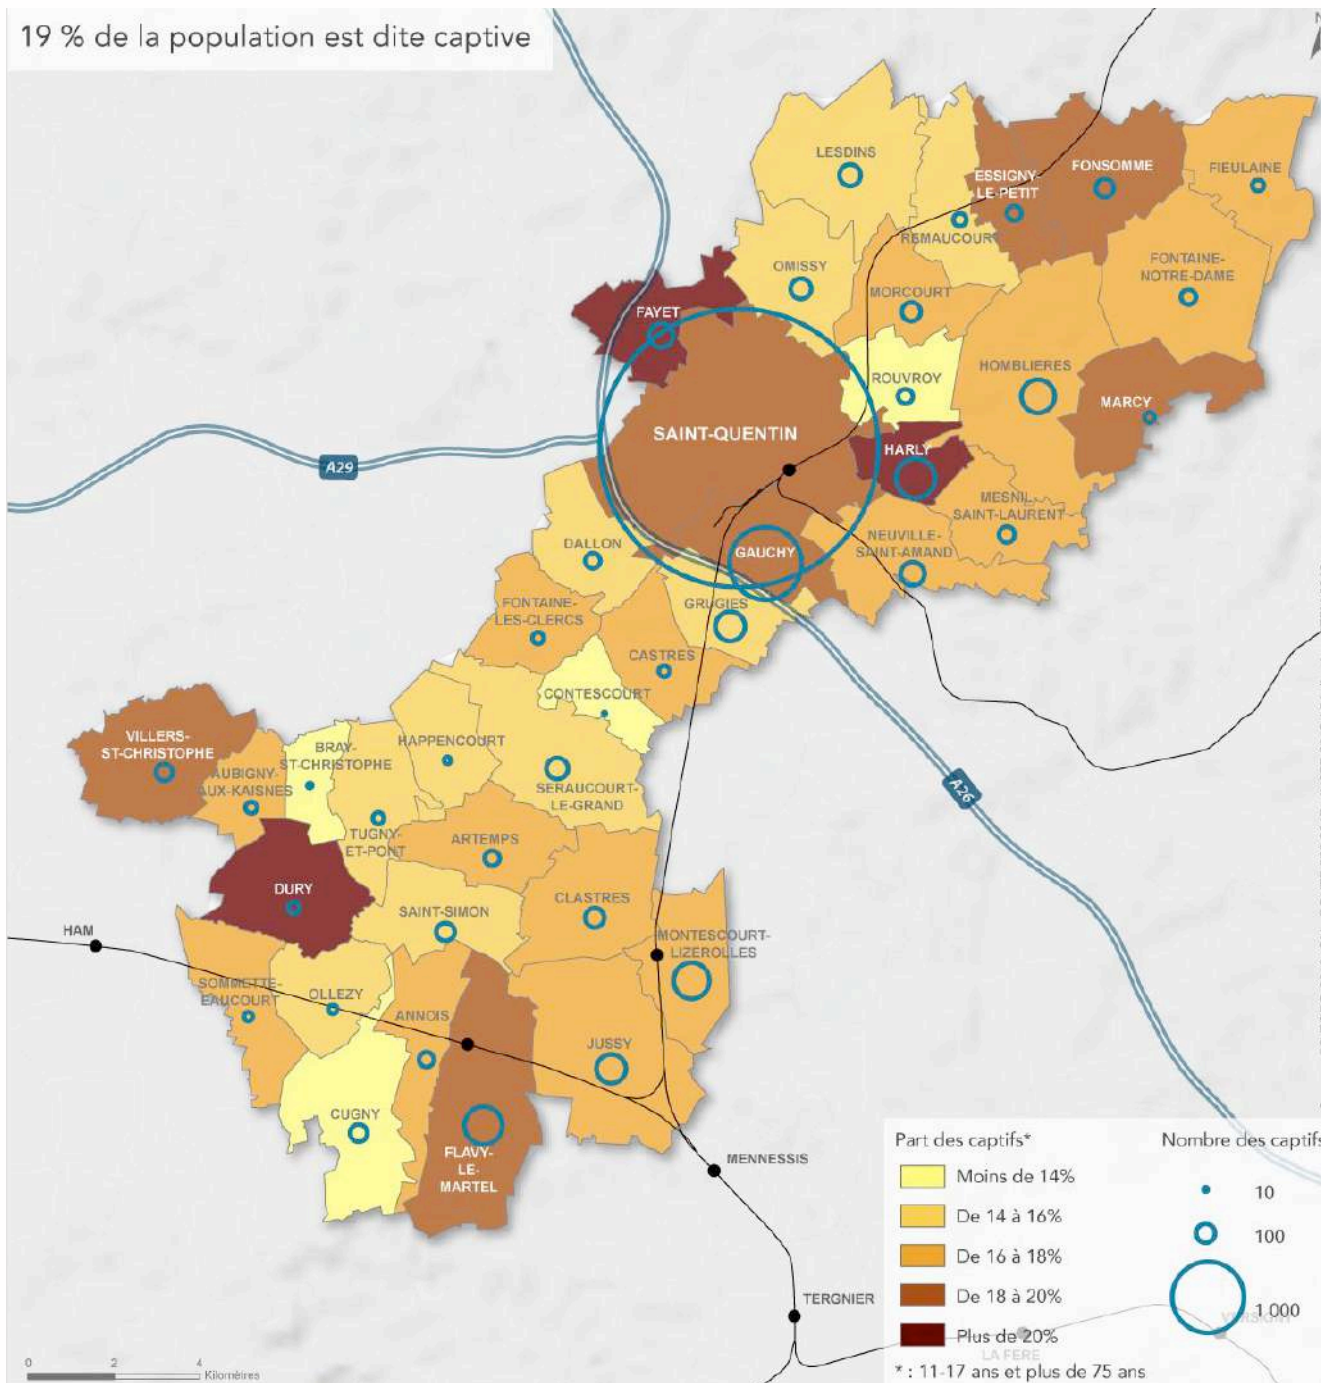 19 % de la population est dite captive
LESDINS
ESSIGNY-
LE-PETIT
FONSOMME
FIEULAINE
REMAUCOURT
OMISSY
MORCOURT
FONTAINE-
NOTRE-DAME
FAYET
ROUVROY
HOMBLIERES
MARCY
SAINT-QUENTIN
HARLY
A29
MESNIL-
SAINT-LAURENT
NEUVILLE-
SAINT-AMAND
DALLON
GAUCHY
GRUGIES
FONTAINE-
LES-CLERCS
CASTRES
CONTESCOURT
VILLERS-
ST-CHRISTOPHE
BRAY-
ST-CHRISTOPHE
HAPPENCOURT
AUBIGNY-
AUX-KAISNES
SERAUCOURT-
LE-GRAND
A26
TUGNY-
ET-PONT
ARTEMPS
DURY
SAINT-SIMON
CLASTRES
HAM
MONTESCOURT-
LIZEROLLES
SOMMETTE-
EAUCOURT
OLLEZY
ANNOIS
JUSSY
CUGNY
FLAVY-
LE-
MARTEL
MENNESSIS
TERGNIER
LA FERE
Part des captifs*
Moins de 14%
De 14 à 16%
De 16 à 18%
De 18 à 20%
Plus de 20%
* : 11-17 ans et plus de 75 ans
Nombre des captifs
10
100
1 000
0 2 4
Kilomètres